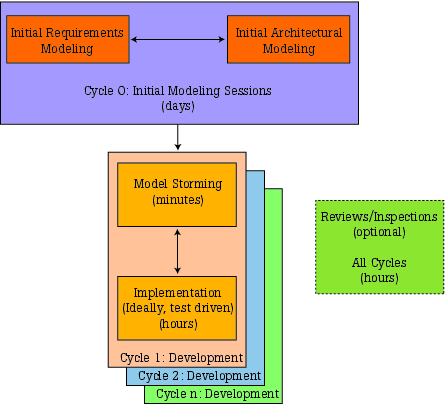 Initial Requirements
Modeling
Initial Architectural
Modeling
Cycle 0: Initial Modeling Sessions
(days)
Model Storming
(minutes)
Implementation
(Ideally, test driven)
(hours)
Cycle 1: Development
Cycle 2: Development
Cycle n: Development
Reviews/Inspections
(optional)
All Cycles
(hours)